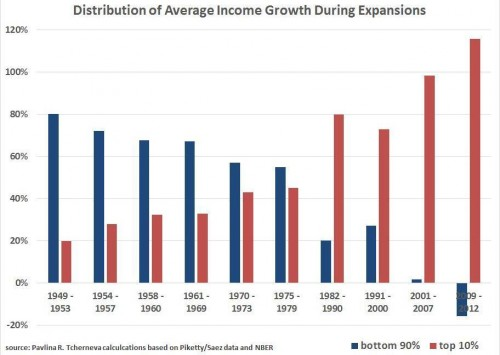 Distribution of Average Income Growth During Expansions
120%
100%
80%
60%
40%
20%
0%
-20%
1949 - 1954 - 1958 - 1961 - 1970 - 1975 - 1982 - 1991 - 2001 - 2009 -
1953 1957 1960 1969 1973 1979 1990 2000 2007 2012
source: Pavlina R. Tcherneva calculcations based on Piketty/Saez data and NBER
bottom 90% top 10%